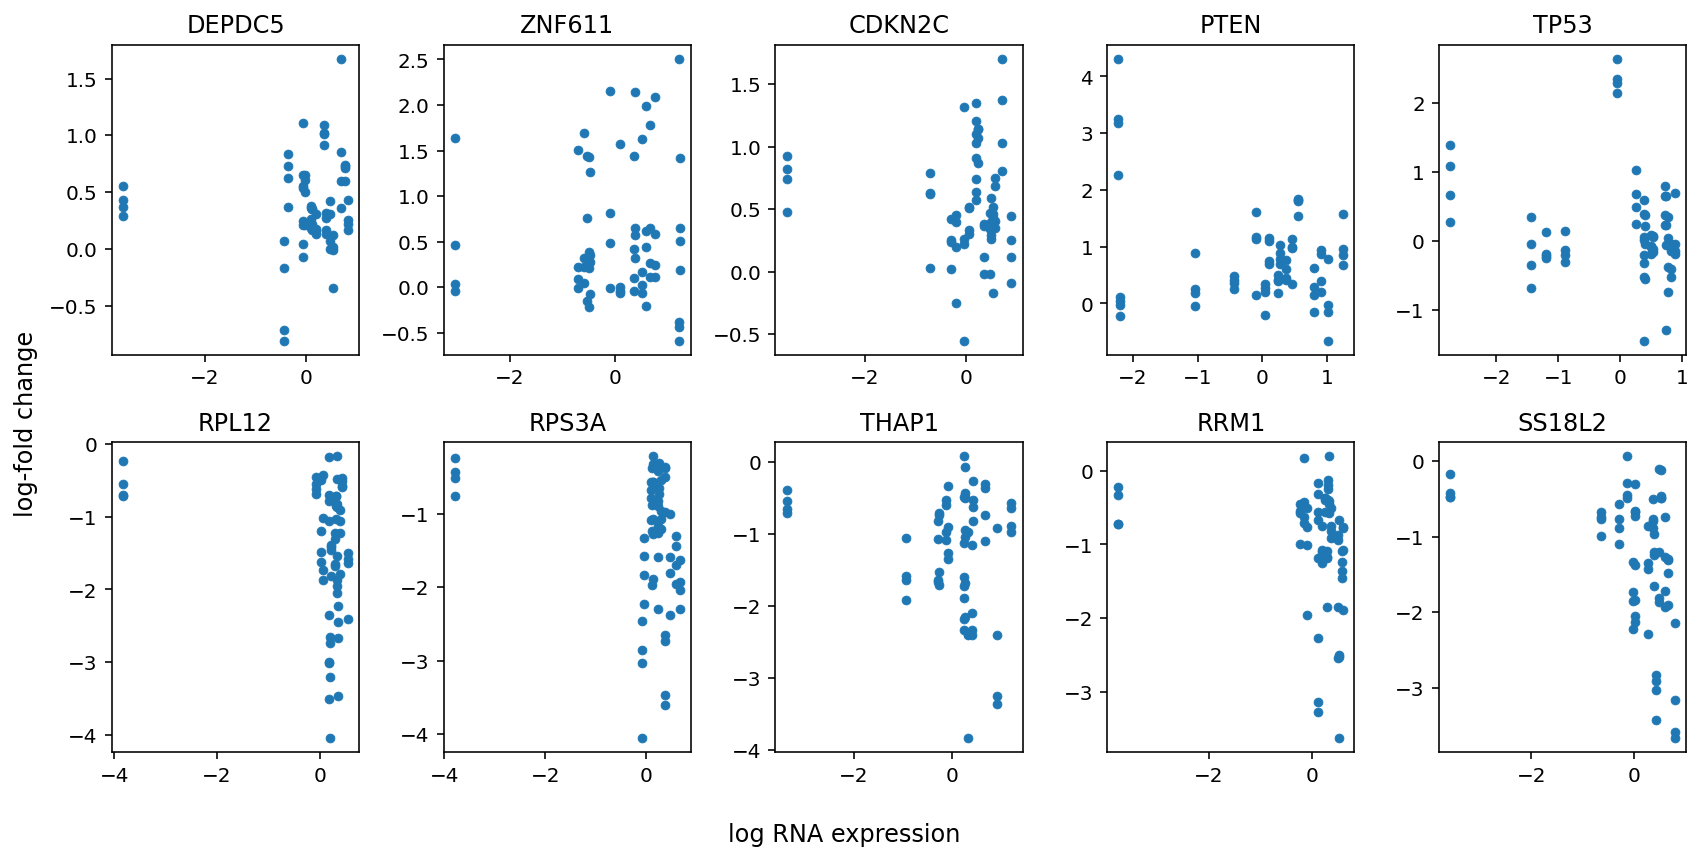 DEPDC5 ZNF611 CDKN2C PTEN TP53
1.5 1.0 0.5 0.0 −0.5
−2 0
2.5 2.0 1.5 1.0 0.5 0.0 −0.5
−2 0
1.5 1.0 0.5 0.0 −0.5
−2 0
4 3 2 1 0
−2 −1 0 1
2 1 0 −1
−2 −1 0 1
log-fold change
RPL12 RPS3A THAP1 RRM1 SS18L2
0 −1 −2 −3 −4
−4 −2 0
−1 −2 −3 −4
−4 −2 0
0 −1 −2 −3 −4
−2 0
0 −1 −2 −3
−2 0
0 −1 −2 −3
−2 0
log RNA expression